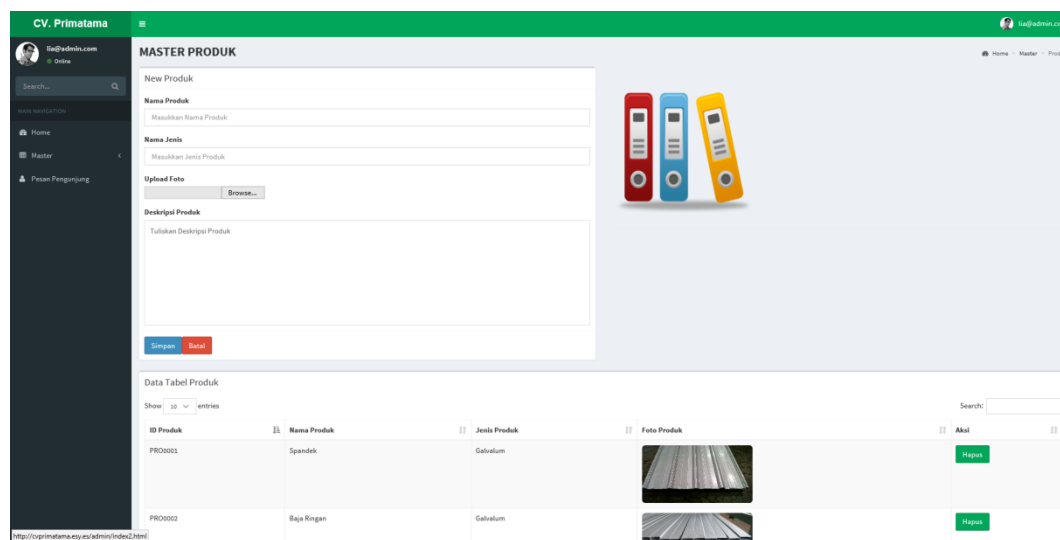 CV. Primatama
lia@admin.co
lia@admin.com
Online
Search...
MAIN NAVIGATION
Home
Master
Pesan Pengunjung
MASTER PRODUK
Home > Master > Prod
New Produk
Nama Produk
Masukkan Nama Produk
Nama Jenis
Masukkan Jenis Produk
Upload Foto
Browse...
Deskripsi Produk
Tuliskan Deskripsi Produk
Simpan Batal
Data Tabel Produk
Show 10 entries
Search:
ID Produk Nama Produk Jenis Produk Foto Produk Aksi
PRO0001 Spandek Galvalum Hapus
PRO0002 Baja Ringan Galvalum Hapus
http://cvprimatama.esy.es/admin/index2.html